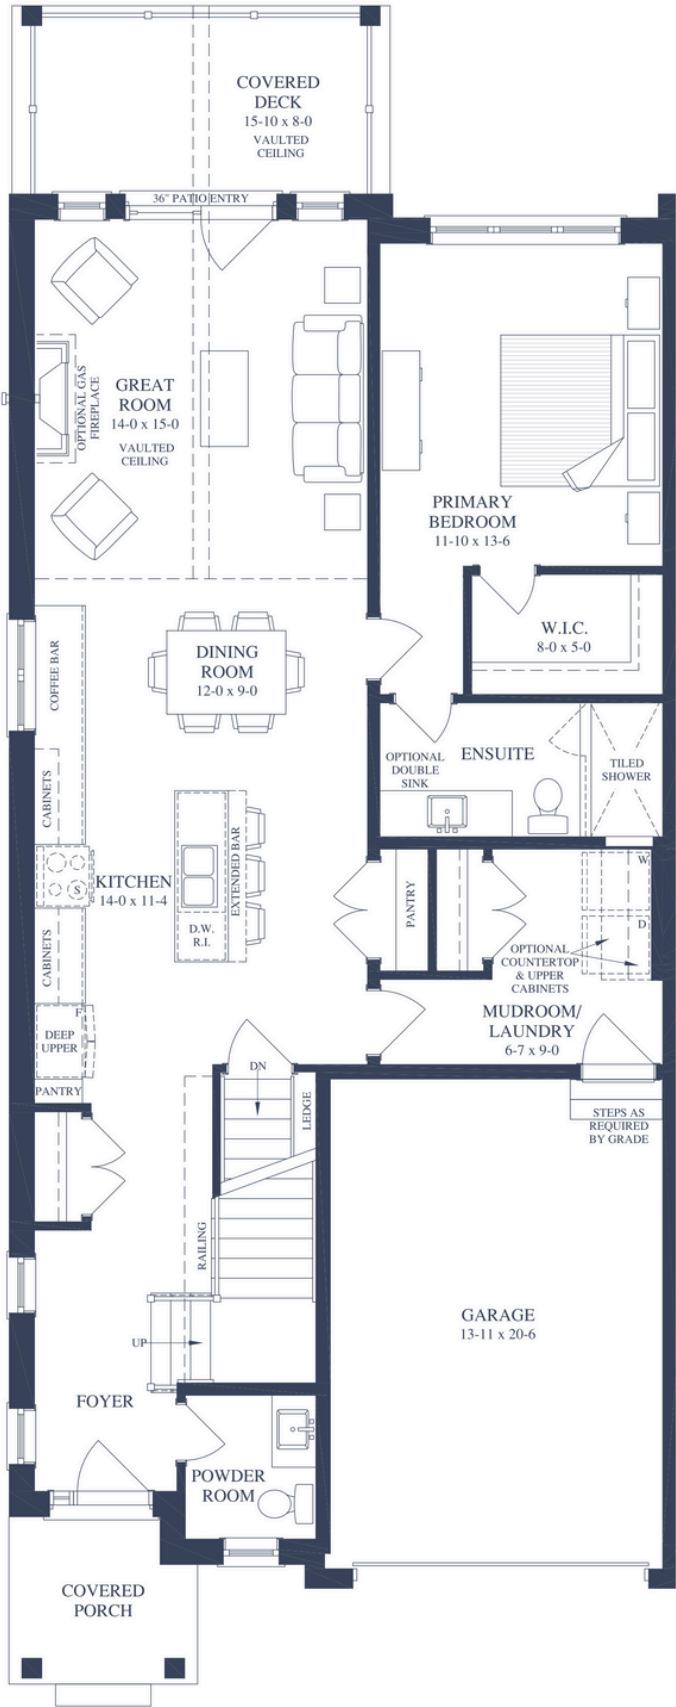 COVERED
DECK
15-10 x 8-0
VAULTED
CEILING
36" PATIO ENTRY
OPTIONAL GAS
FIREPLACE
GREAT
ROOM
14-0 x 15-0
VAULTED
CEILING
PRIMARY
BEDROOM
11-10 x 13-6
W.I.C.
8-0 x 5-0
COFFEE BAR
DINING
ROOM
12-0 x 9-0
OPTIONAL
DOUBLE
SINK
ENSUITE
TILED
SHOWER
CABINETS
S
KITCHEN
14-0 x 11-4
EXTENDED BAR
D.W.
R.I.
PANTRY
W
D
OPTIONAL
COUNTERTOP
& UPPER
CABINETS
CABINETS
F
DEEP
UPPER
PANTRY
MUDROOM/
LAUNDRY
6-7 x 9-0
DN
LEDGE
STEPS AS
REQUIRED
BY GRADE
RAILING
UP
GARAGE
13-11 x 20-6
FOYER
POWDER
ROOM
COVERED
PORCH